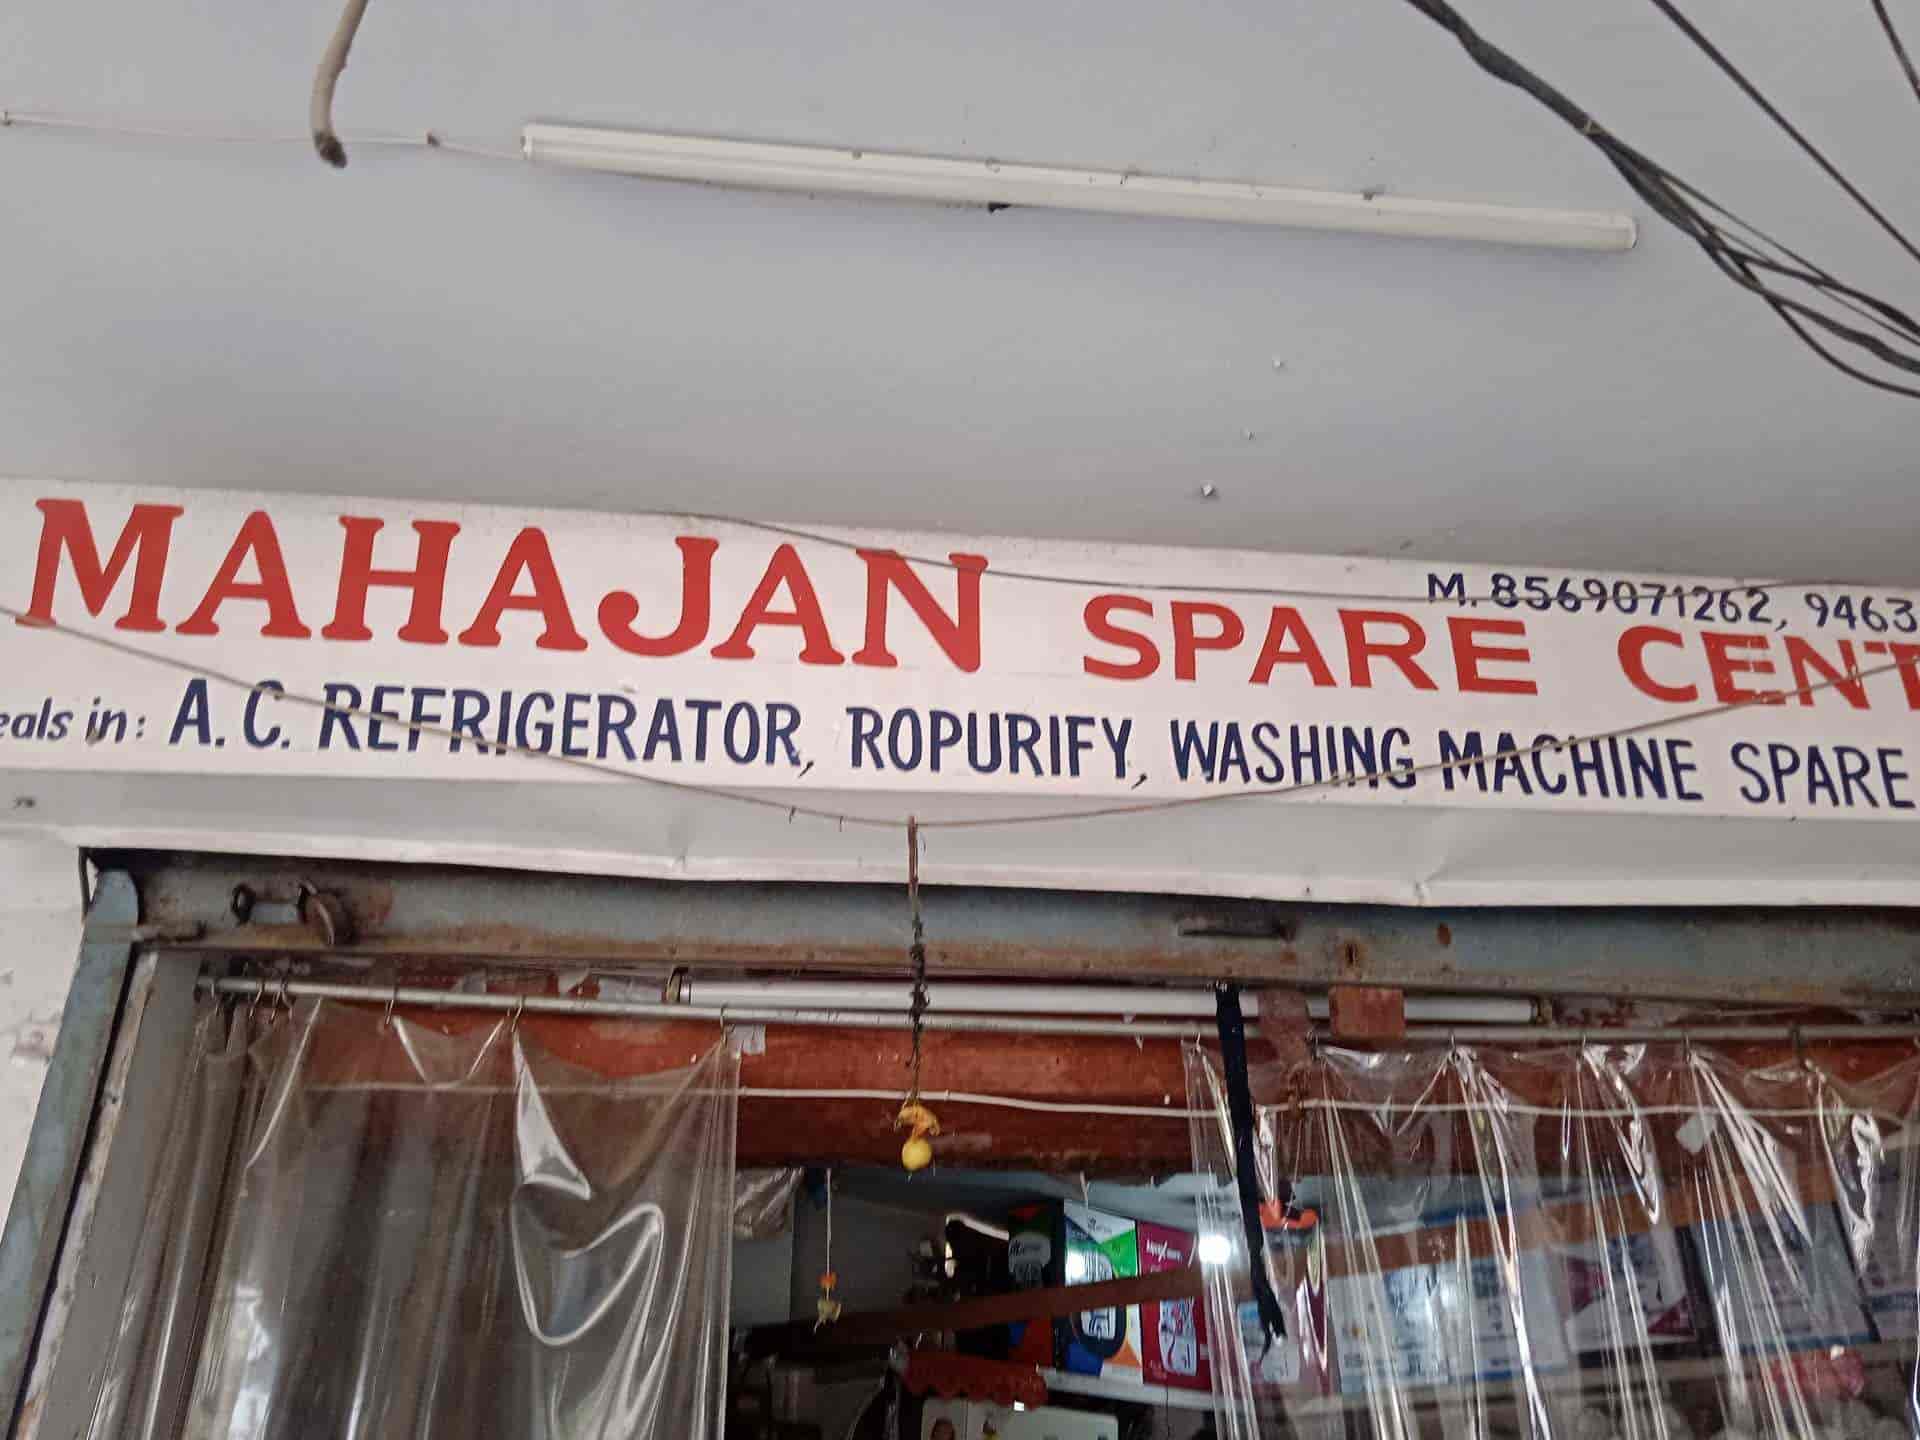 M. 8569071262, 9463
MAHAJAN SPARE CENT
eals in: A.C. REFRIGERATOR, ROPURIFY, WASHING MACHINE SPARE